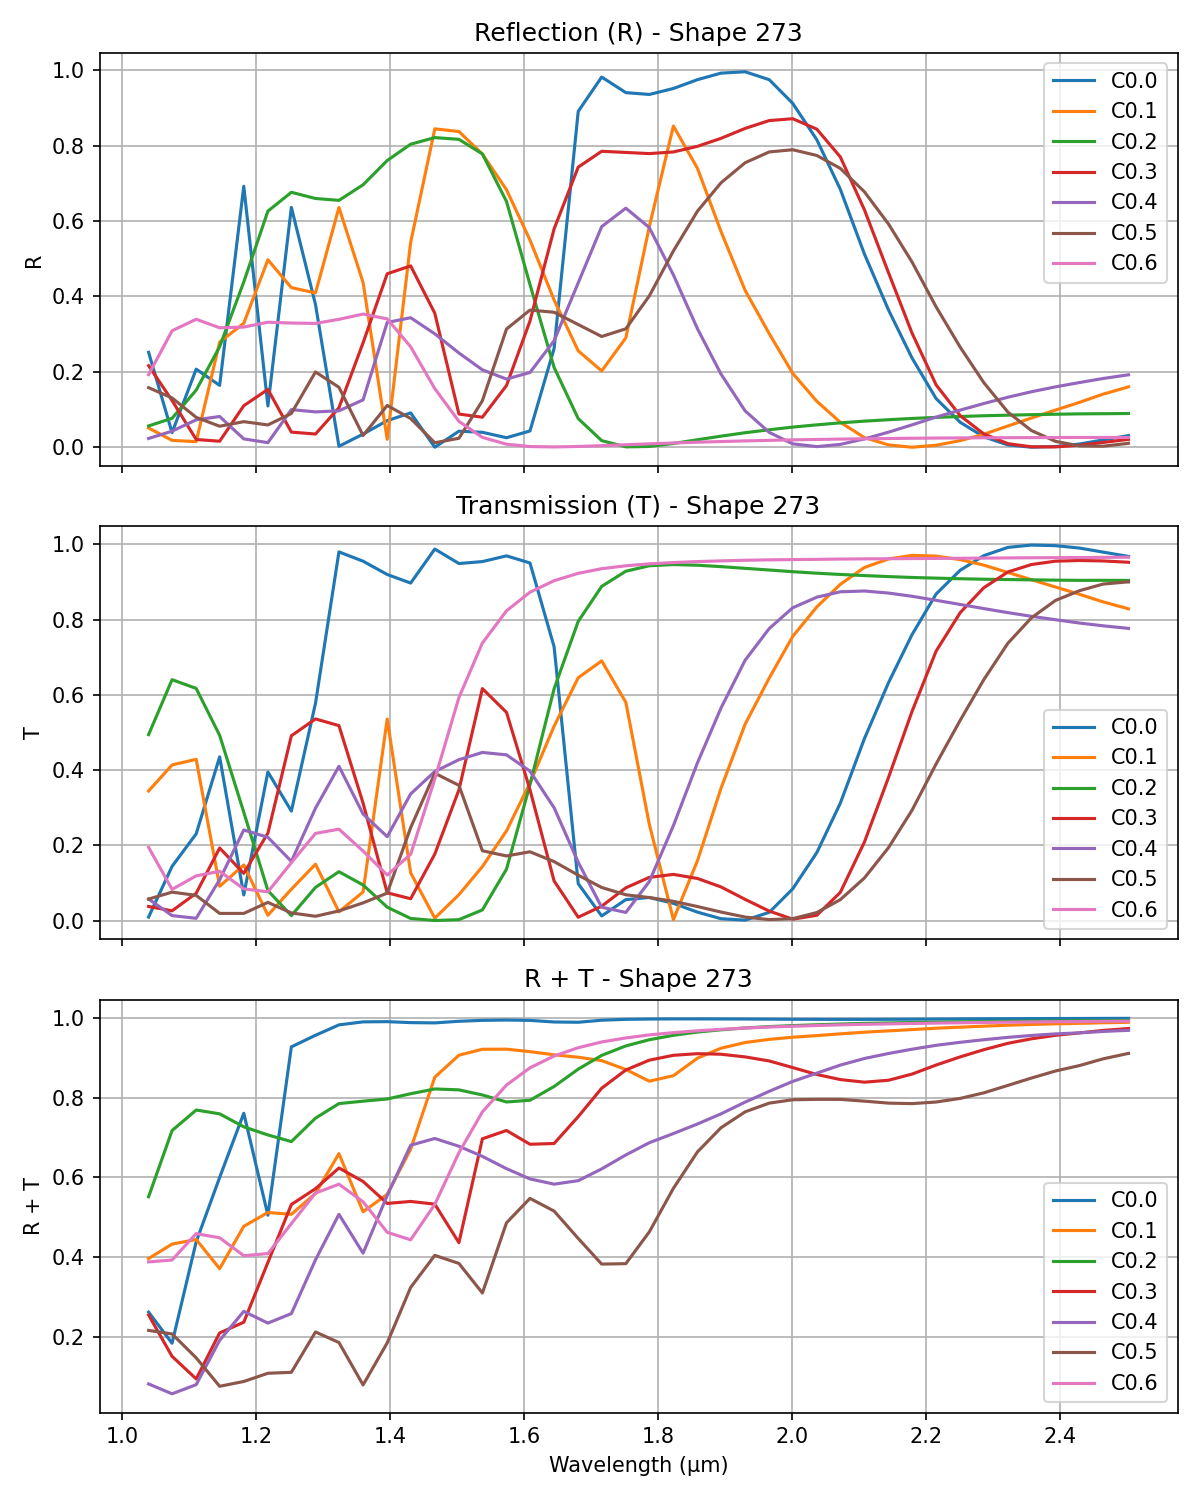 Reflection (R) - Shape 273
1.0
0.8
0.6
0.4
0.2
0.0
R
C0.0
C0.1
C0.2
C0.3
C0.4
C0.5
C0.6
Transmission (T) - Shape 273
1.0
0.8
0.6
0.4
0.2
0.0
T
C0.0
C0.1
C0.2
C0.3
C0.4
C0.5
C0.6
R + T - Shape 273
1.0
0.8
0.6
0.4
0.2
R + T
C0.0
C0.1
C0.2
C0.3
C0.4
C0.5
C0.6
1.0 1.2 1.4 1.6 1.8 2.0 2.2 2.4
Wavelength (μm)